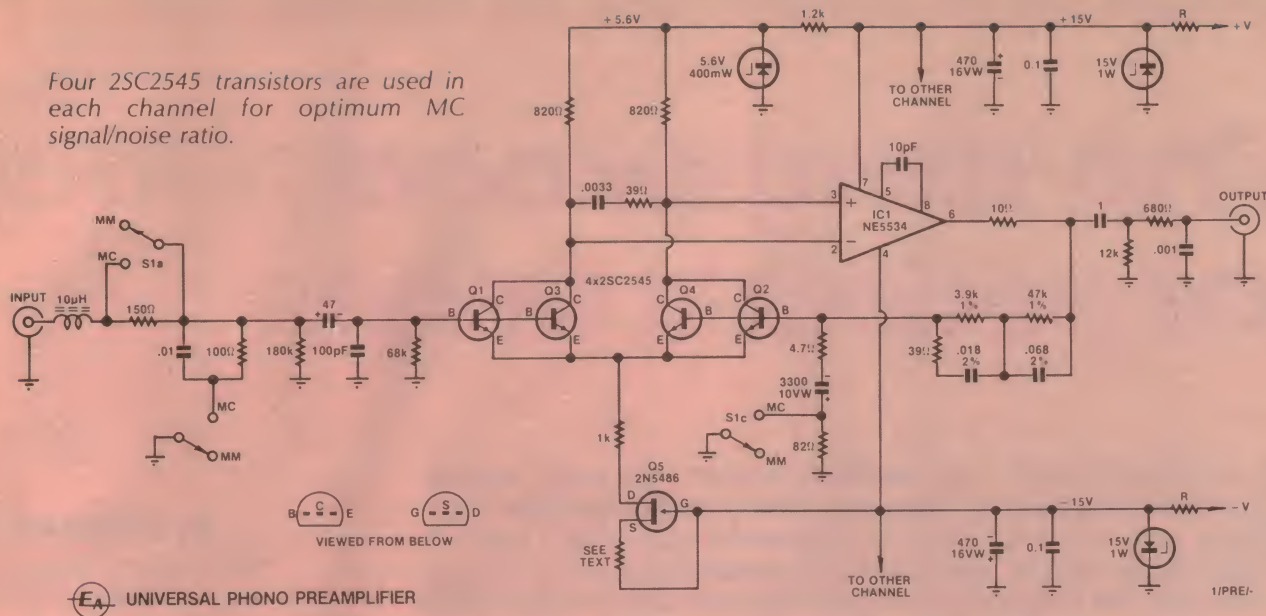 Four 2SC2545 transistors are used in
each channel for optimum MC
signal/noise ratio.
+5.6V
1.2k
+15V
R
+V
5.6V
400mW
TO OTHER
CHANNEL
470
16VW
0.1
15V
1W
820Ω
820Ω
10pF
.0033
39Ω
7
5
8
3
+
IC1
NE5534
6
2
−
4
10Ω
1
680Ω
OUTPUT
12k
.001
MM
MC
S1a
INPUT
10µH
150Ω
.01
100Ω
180k
47
100pF
68k
MC
MM
4x2SC2545
Q1
Q3
Q4
Q2
B
C
E
B
C
E
C
B
E
C
B
E
3.9k
1%
47k
1%
4.7Ω
39Ω
.018
2%
.068
2%
3300
10VW
S1c
MC
MM
82Ω
1k
Q5
2N5486
D
G
S
SEE
TEXT
−15V
R
−V
470
16VW
0.1
15V
1W
TO OTHER
CHANNEL
B C E
G S D
VIEWED FROM BELOW
EA UNIVERSAL PHONO PREAMPLIFIER
1/PRE/-